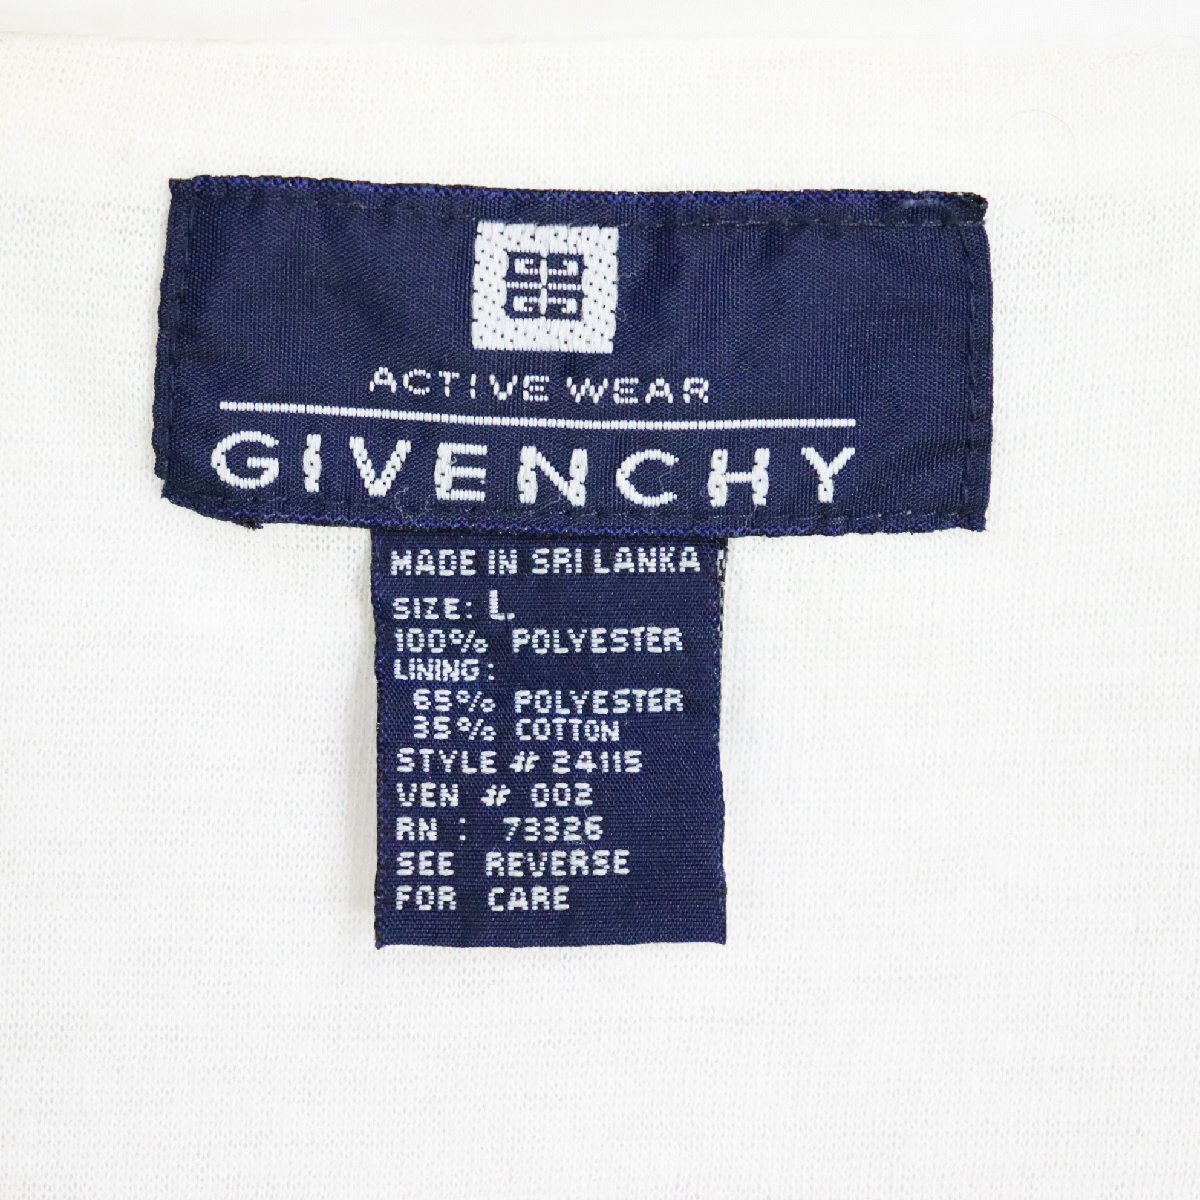 ACTIVE WEAR
GIVENCHY
MADE IN SRI LANKA
SIZE: L
100% POLYESTER
LINING:
65% POLYESTER
35% COTTON
STYLE # 24115
VEN # 002
RN : 73326
SEE REVERSE
FOR CARE